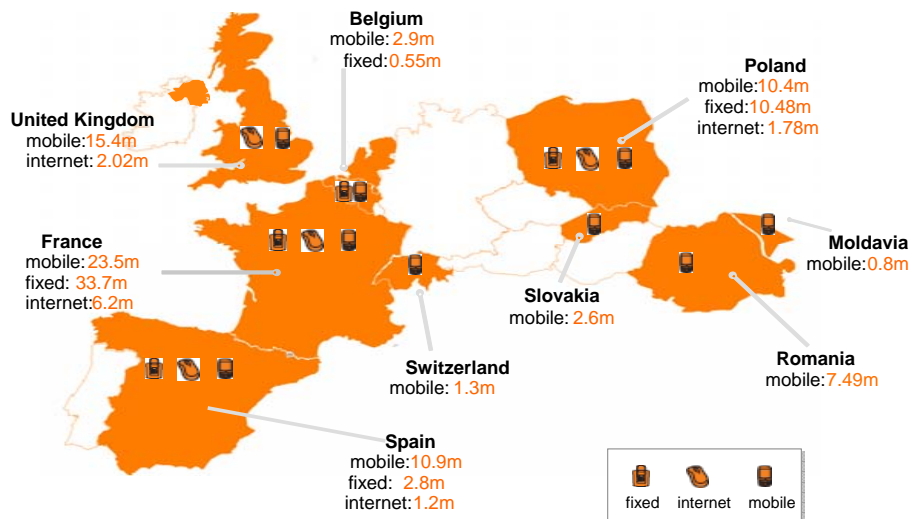 Belgium
mobile: 2.9m
fixed: 0.55m
Poland
mobile: 10.4m
fixed: 10.48m
internet: 1.78m
United Kingdom
mobile:15.4m
internet: 2.02m
France
mobile: 23.5m
fixed: 33.7m
internet:6.2m
Moldavia
mobile: 0.8m
Slovakia
mobile: 2.6m
Switzerland
mobile: 1.3m
Romania
mobile:7.49m
Spain
mobile:10.9m
fixed: 2.8m
internet:1.2m
fixed internet mobile